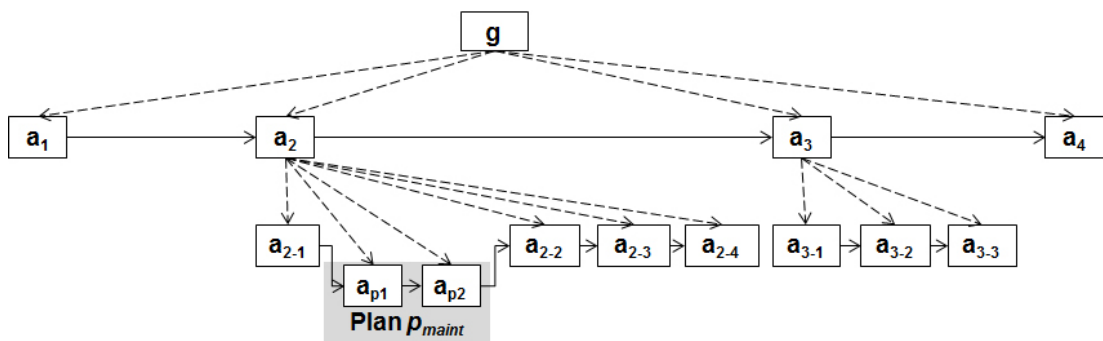 g
a1 a2 a3 a4
a2-1 a2-2 a2-3 a2-4 a3-1 a3-2 a3-3
ap1 ap2
Plan pmaint